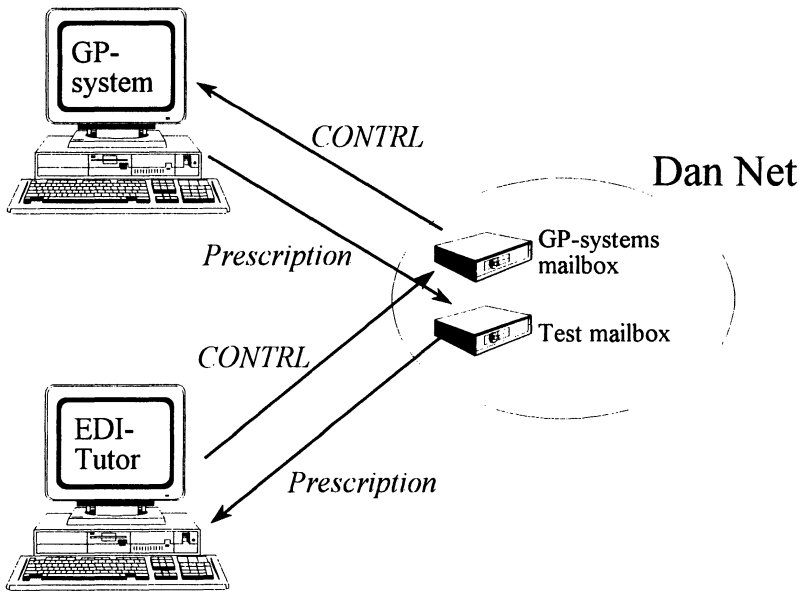 GP-
system
CONTRL
Dan Net
Prescription
GP-systems
mailbox
CONTRL
Test mailbox
EDI-
Tutor
Prescription